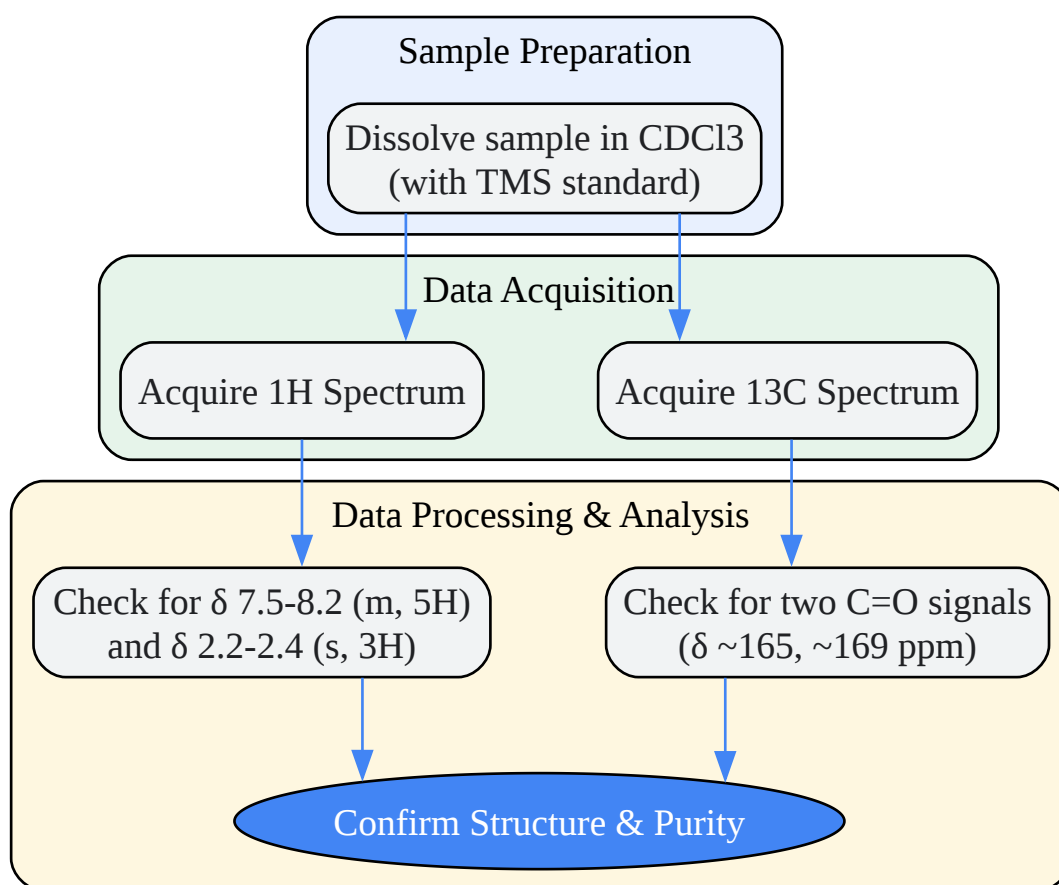 Sample Preparation
Dissolve sample in CDCl3
(with TMS standard)
Data Acquisition
Acquire 1H Spectrum
Acquire 13C Spectrum
Data Processing & Analysis
Check for δ 7.5-8.2 (m, 5H)
and δ 2.2-2.4 (s, 3H)
Check for two C=O signals
(δ ~165, ~169 ppm)
Confirm Structure & Purity